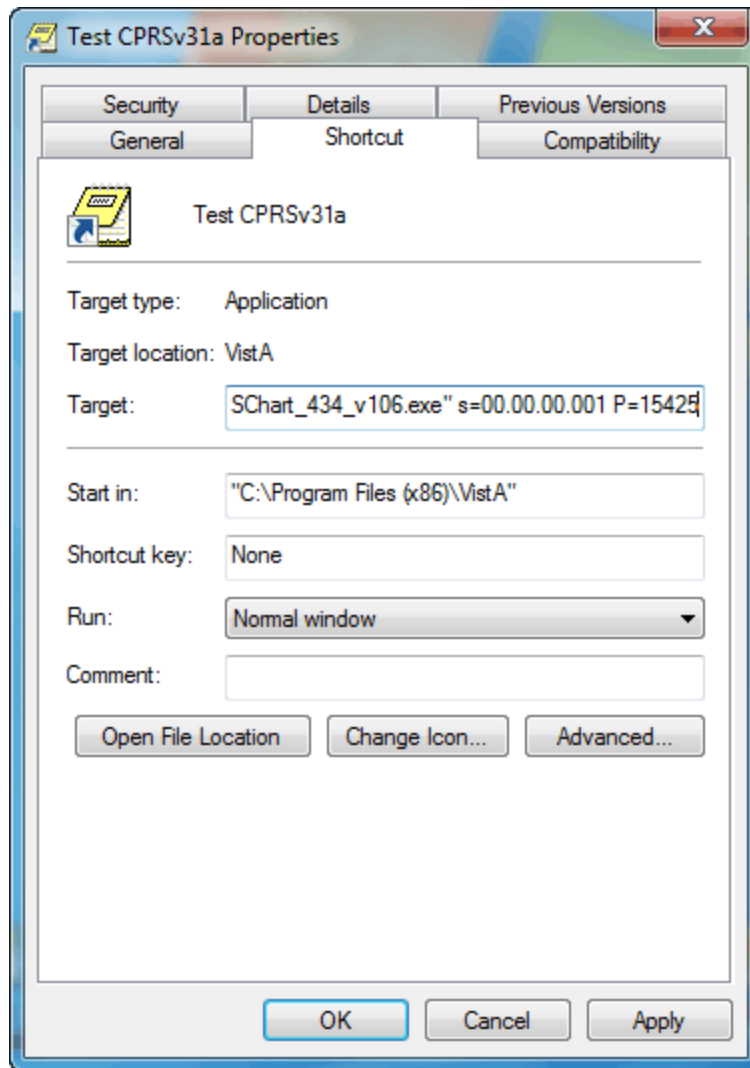 Test CPRSv31a Properties
Security Details Previous Versions
General Shortcut Compatibility
Test CPRSv31a
Target type: Application
Target location: VistA
Target: SChart_434_v106.exe" s=00.00.00.001 P=15425
Start in: "C:\Program Files (x86)\VistA"
Shortcut key: None
Run: Normal window
Comment:
Open File Location Change Icon... Advanced...
OK Cancel Apply